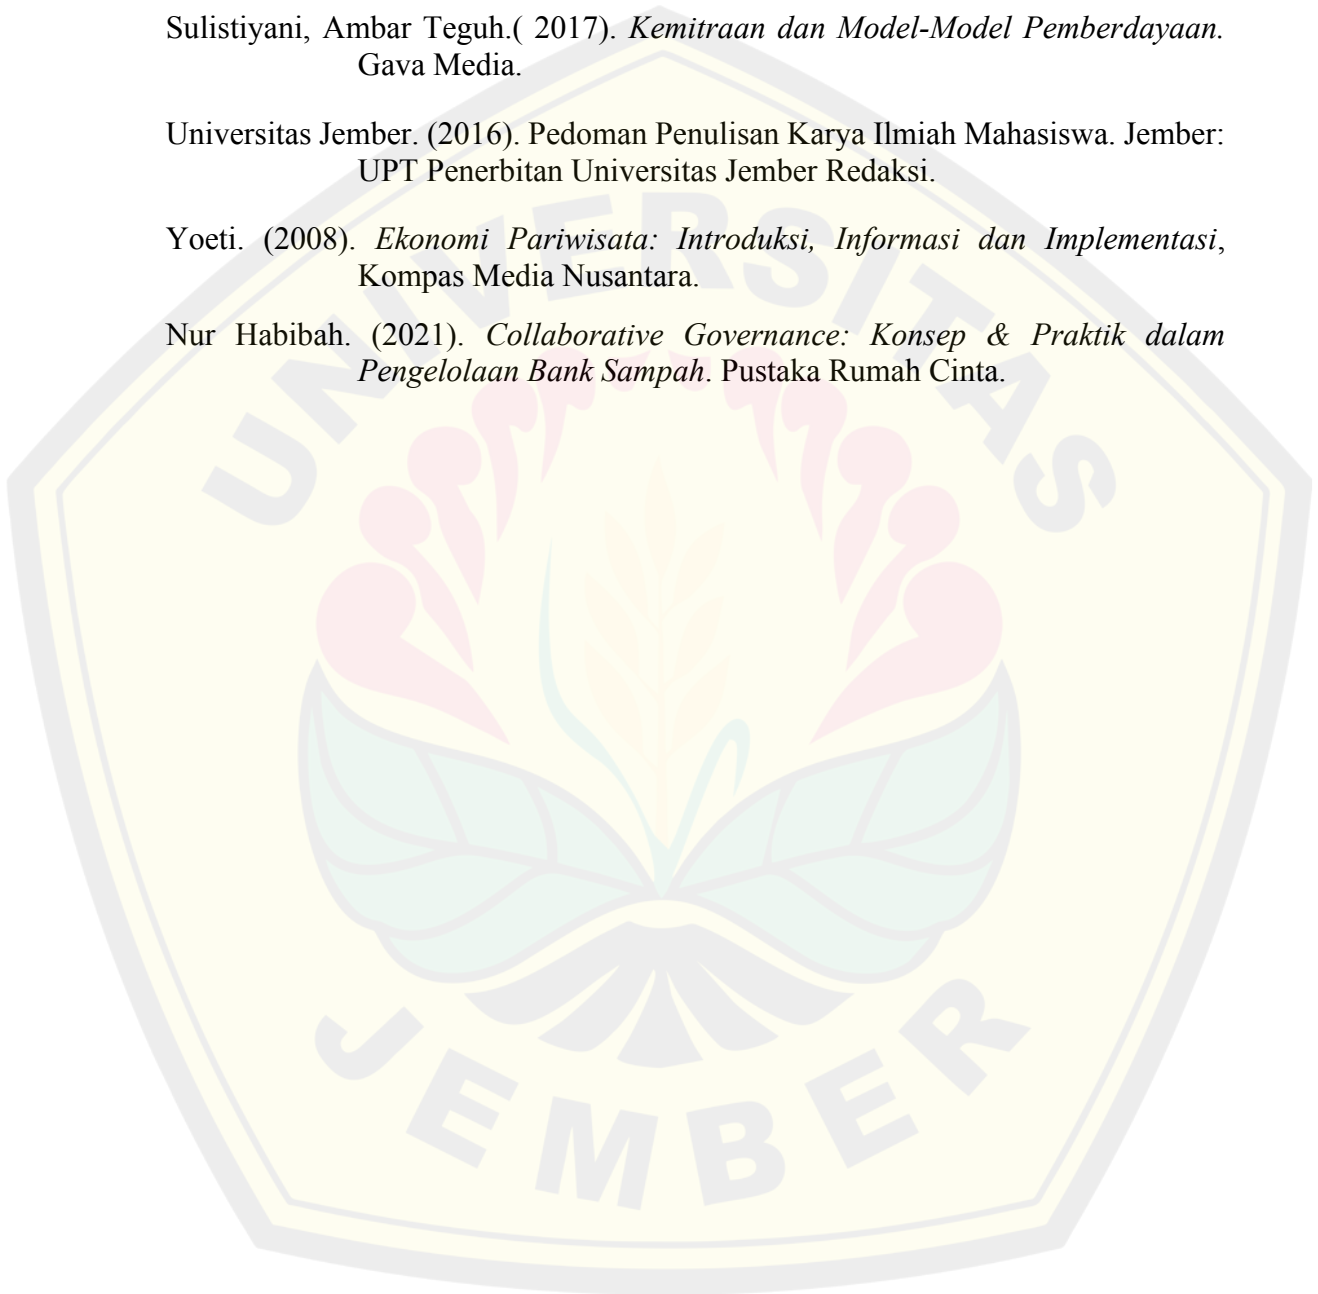 Sulistiyani, Ambar Teguh.( 2017). Kemitraan dan Model-Model Pemberdayaan.
Gava Media.
Universitas Jember. (2016). Pedoman Penulisan Karya Ilmiah Mahasiswa. Jember:
UPT Penerbitan Universitas Jember Redaksi.
Yoeti. (2008). Ekonomi Pariwisata: Introduksi, Informasi dan Implementasi,
Kompas Media Nusantara.
Nur Habibah. (2021). Collaborative Governance: Konsep & Praktik dalam
Pengelolaan Bank Sampah. Pustaka Rumah Cinta.
UNIVERSITAS
JEMBER